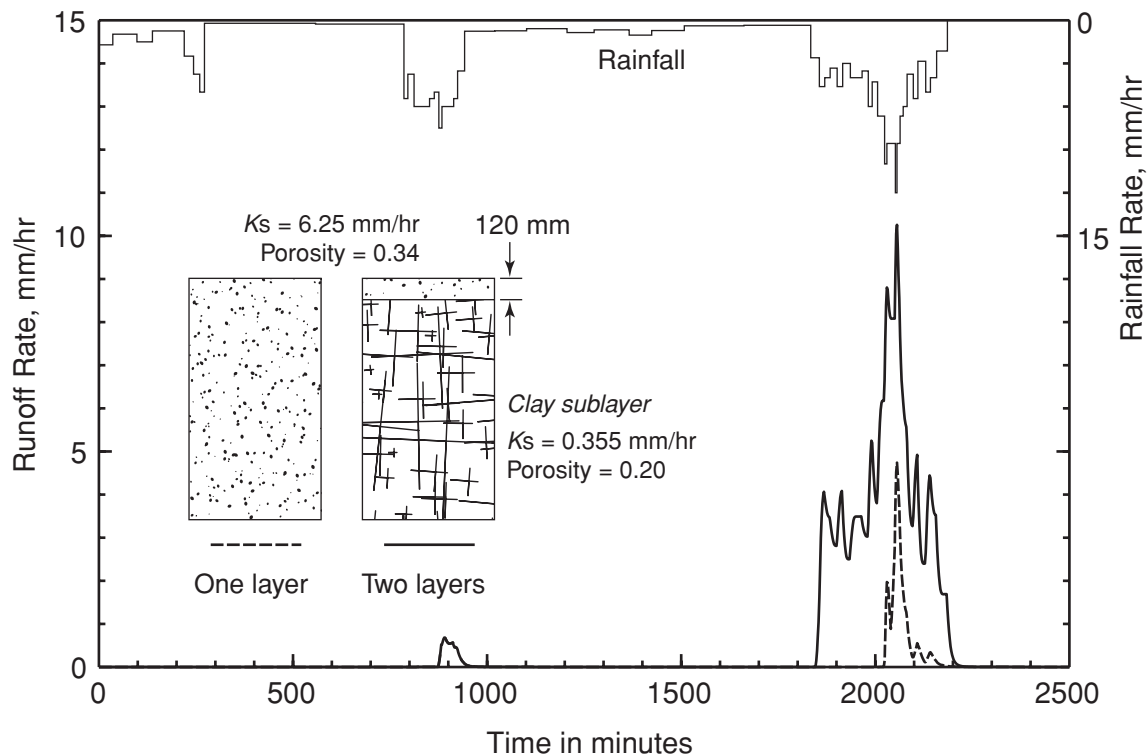 15
10
5
0
Runoff Rate, mm/hr
0
15
Rainfall Rate, mm/hr
Rainfall
Ks = 6.25 mm/hr
Porosity = 0.34
120 mm
Clay sublayer
Ks = 0.355 mm/hr
Porosity = 0.20
One layer
Two layers
0 500 1000 1500 2000 2500
Time in minutes